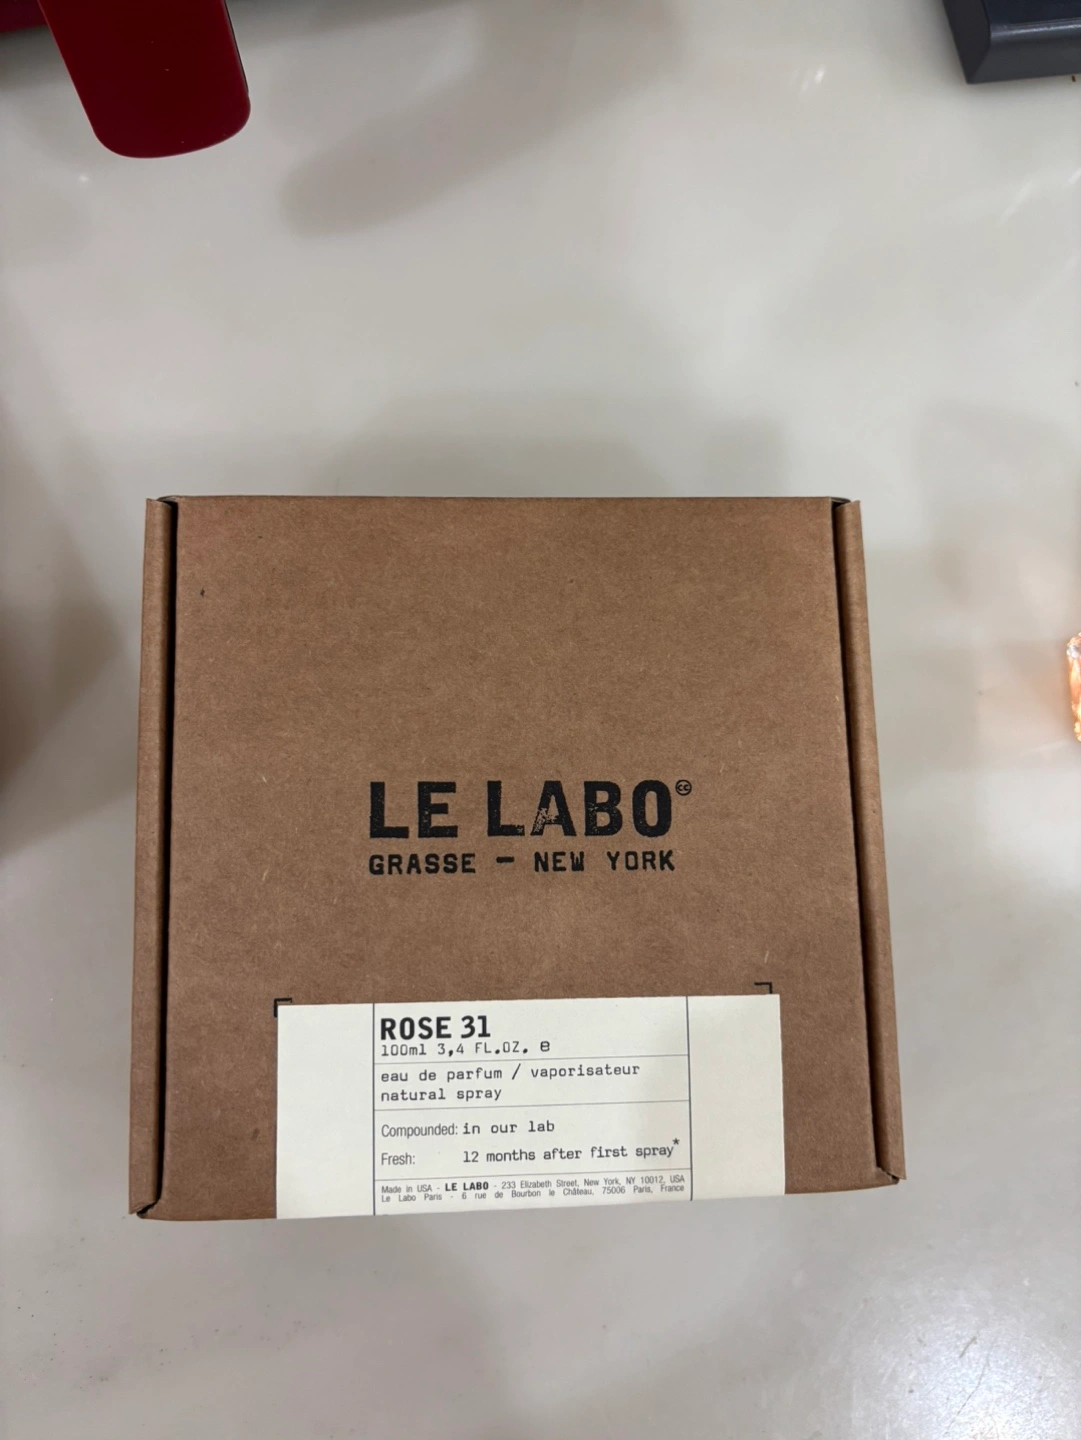 LE LABO
GRASSE — NEW YORK
ROSE 31
100ml 3,4 FL.OZ. e
eau de parfum / vaporisateur
natural spray
Compounded: in our lab
Fresh: 12 months after first spray*
Made in USA - LE LABO - 233 Elizabeth Street, New York, NY 10012, USA
Le Labo Paris - 6 rue de Bourbon le Château, 75006 Paris, France